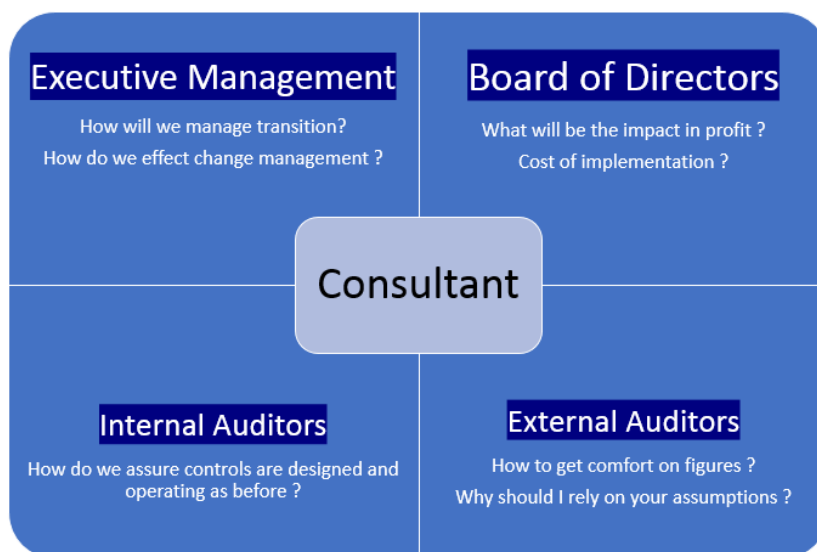 Executive Management
How will we manage transition?
How do we effect change management ?
Board of Directors
What will be the impact in profit ?
Cost of implementation ?
Consultant
Internal Auditors
How do we assure controls are designed and
operating as before ?
External Auditors
How to get comfort on figures ?
Why should I rely on your assumptions ?